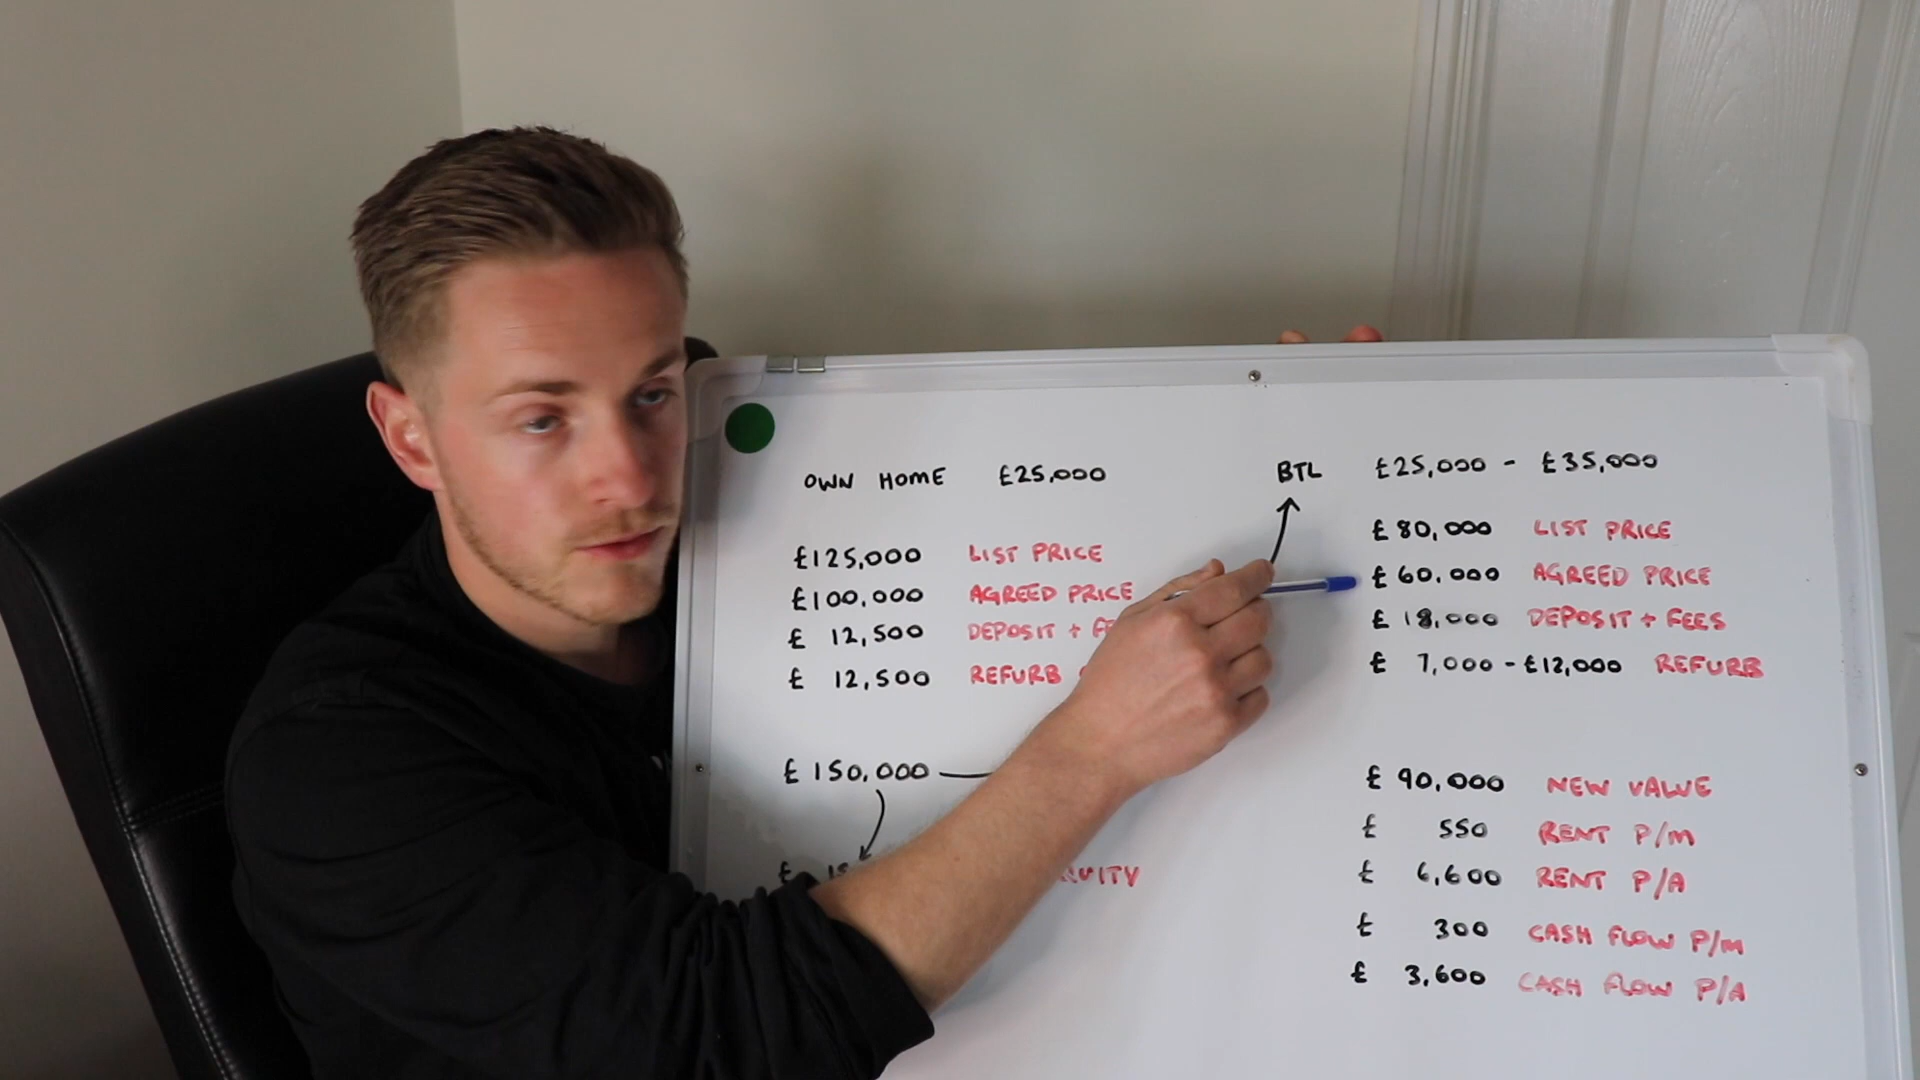 OWN HOME £25,000
£125,000 LIST PRICE
£100,000 AGREED PRICE
£ 12,500 DEPOSIT +
£ 12,500 REFURB
£150,000
£
BTL £25,000 - £35,000
£80,000 LIST PRICE
£60,000 AGREED PRICE
£ 18,000 DEPOSIT + FEES
£ 7,000 - £12,000 REFURB
£ 90,000 NEW VALUE
£ 550 RENT P/M
£ 6,600 RENT P/A
£ 300 CASH FLOW P/M
£ 3,600 CASH FLOW P/A